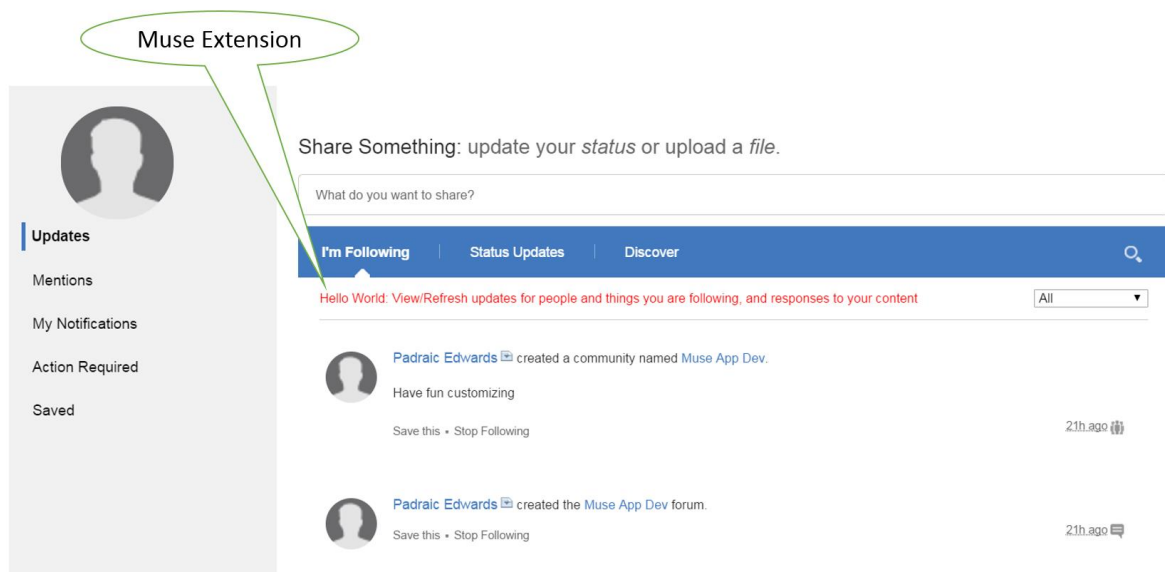 Muse Extension
Share Something: update your status or upload a file.
What do you want to share?
Updates
Mentions
My Notifications
Action Required
Saved
I'm Following Status Updates Discover
Hello World: View/Refresh updates for people and things you are following, and responses to your content All
Padraic Edwards created a community named Muse App Dev.
Have fun customizing
Save this • Stop Following 21h ago
Padraic Edwards created the Muse App Dev forum.
Save this • Stop Following 21h ago